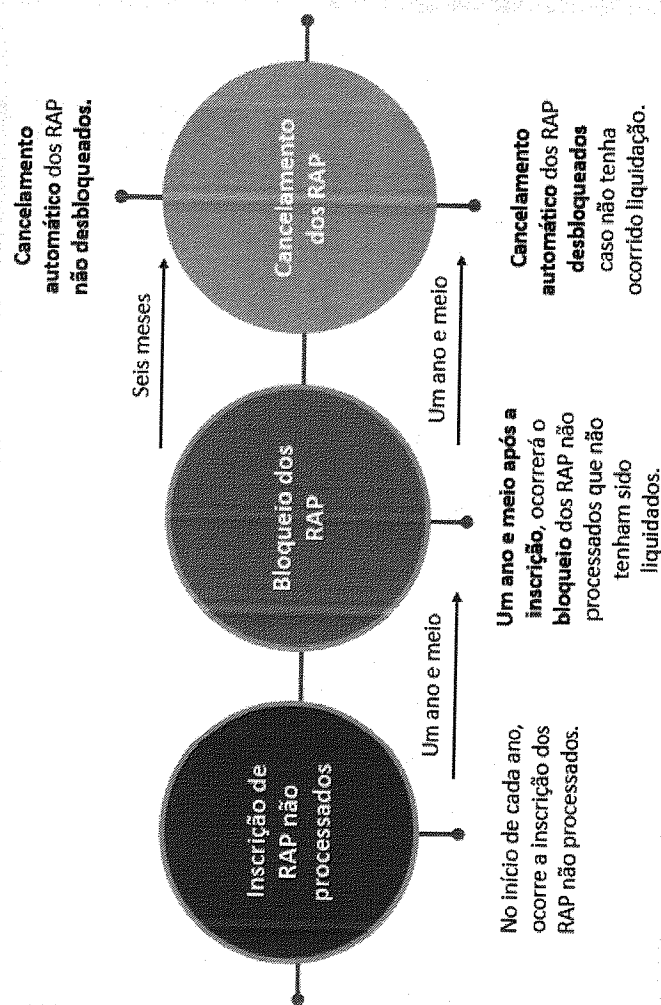 Inscrição de
RAP não
processados
No início de cada ano,
ocorre a inscrição dos
RAP não processados.
Um ano e meio
Bloqueio dos
RAP
Um ano e meio após a
inscrição, ocorrerá o
bloqueio dos RAP não
processados que não
tenham sido
liquidados.
Seis meses
Um ano e meio
Cancelamento
dos RAP
Cancelamento
automático dos RAP
não desbloqueados.
Cancelamento
automático dos RAP
desbloqueados
caso não tenha
ocorrido liquidação.